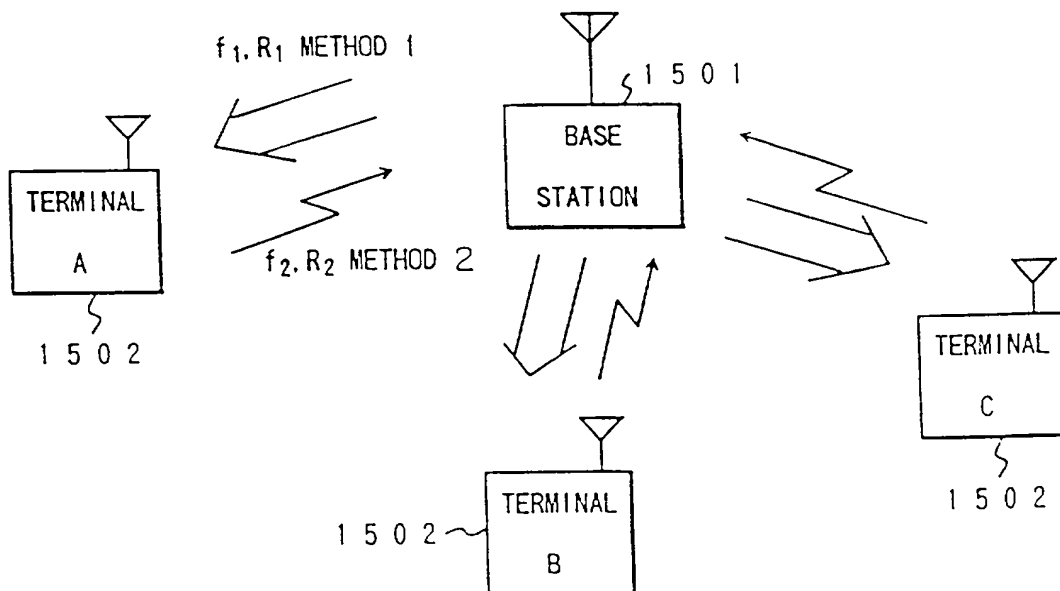 f₁, R₁ METHOD 1
1501
BASE
STATION
TERMINAL
A
f₂, R₂ METHOD 2
1502
TERMINAL
C
1502
TERMINAL
B
1502